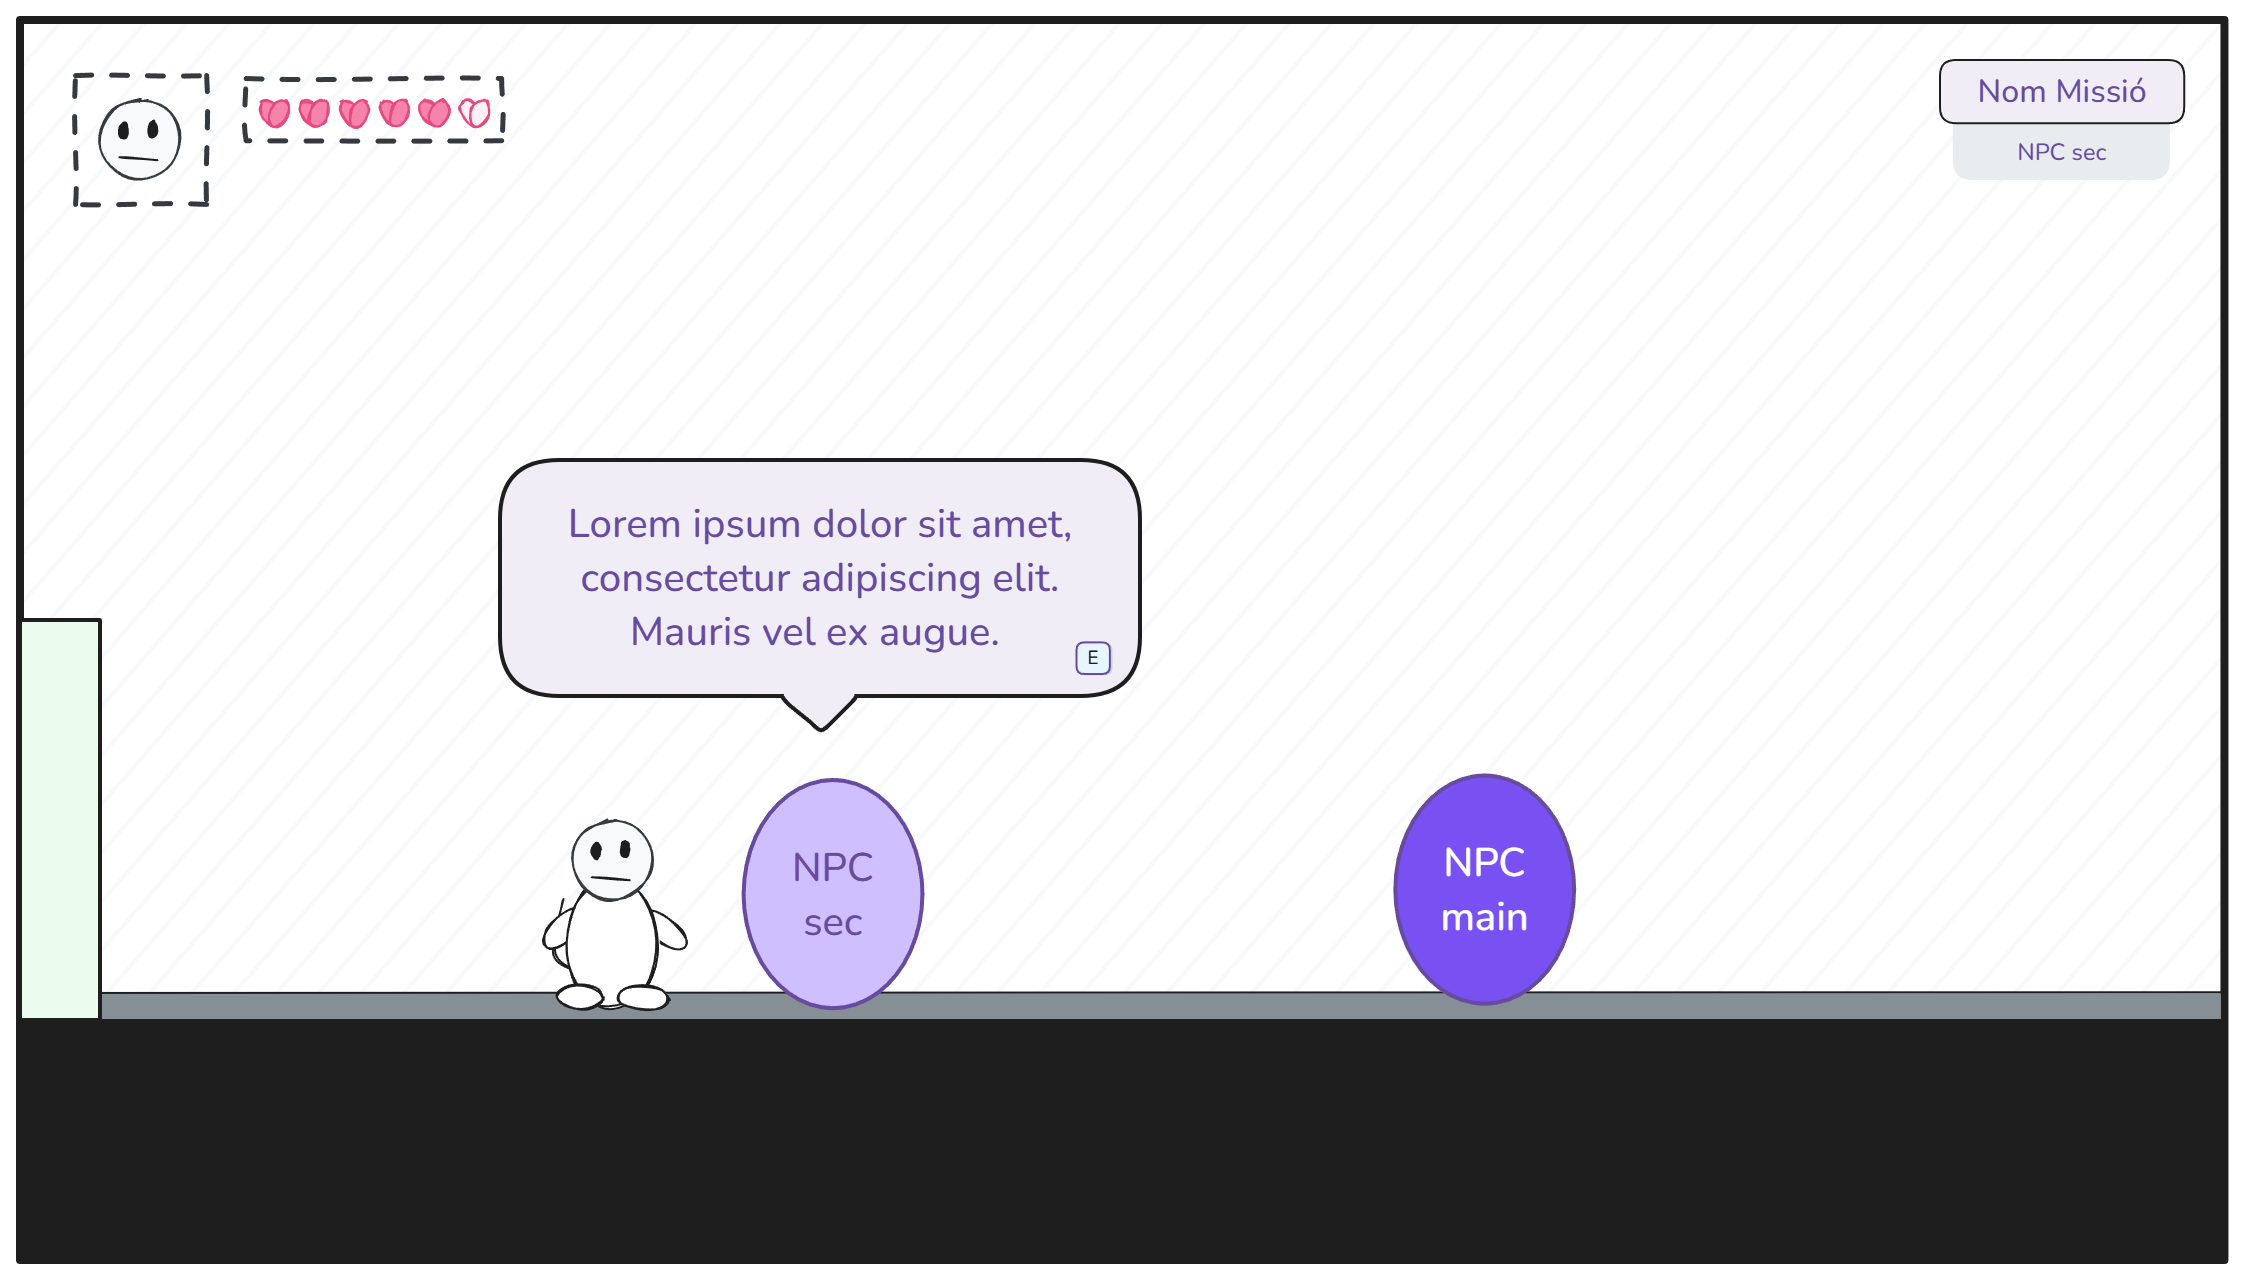 Nom Missió
NPC sec
Lorem ipsum dolor sit amet,
consectetur adipiscing elit.
Mauris vel ex augue.
E
NPC
sec
NPC
main